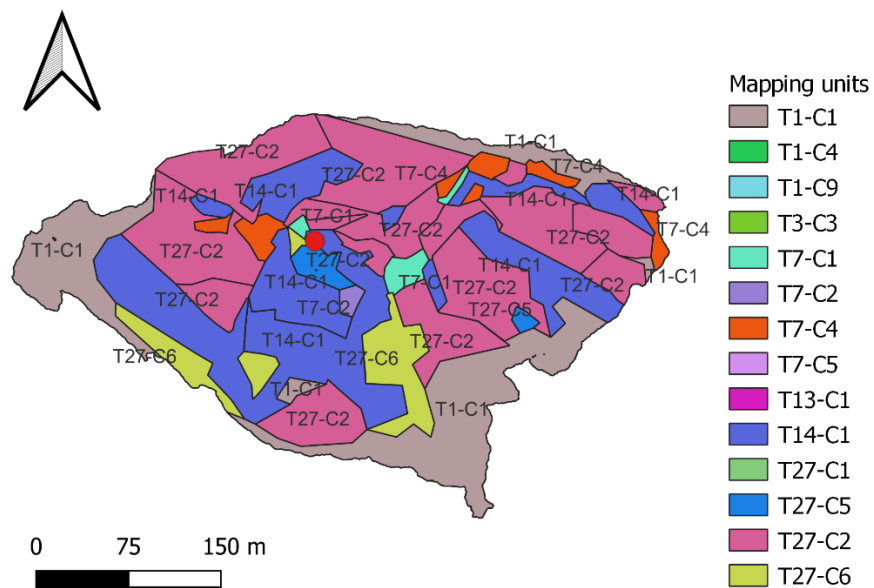 Mapping units
T1-C1
T1-C4
T1-C9
T3-C3
T7-C1
T7-C2
T7-C4
T7-C5
T13-C1
T14-C1
T27-C1
T27-C5
T27-C2
T27-C6
T1-C1
T27-C2
T7-C4
T27-C2
T7-C4
T14-C1
T14-C1
T14-C1
T14-C1
T7-C1
T27-C2
T7-C4
T1-C1
T27-C2
T27-C2
T27-C2
T14-C1
T1-C1
T14-C1
T7-C1
T27-C2
T27-C2
T27-C2
T7-C2
T27-C5
T14-C1
T27-C2
T27-C6
T27-C6
T1-C1
T1-C1
T27-C2
0 75 150 m